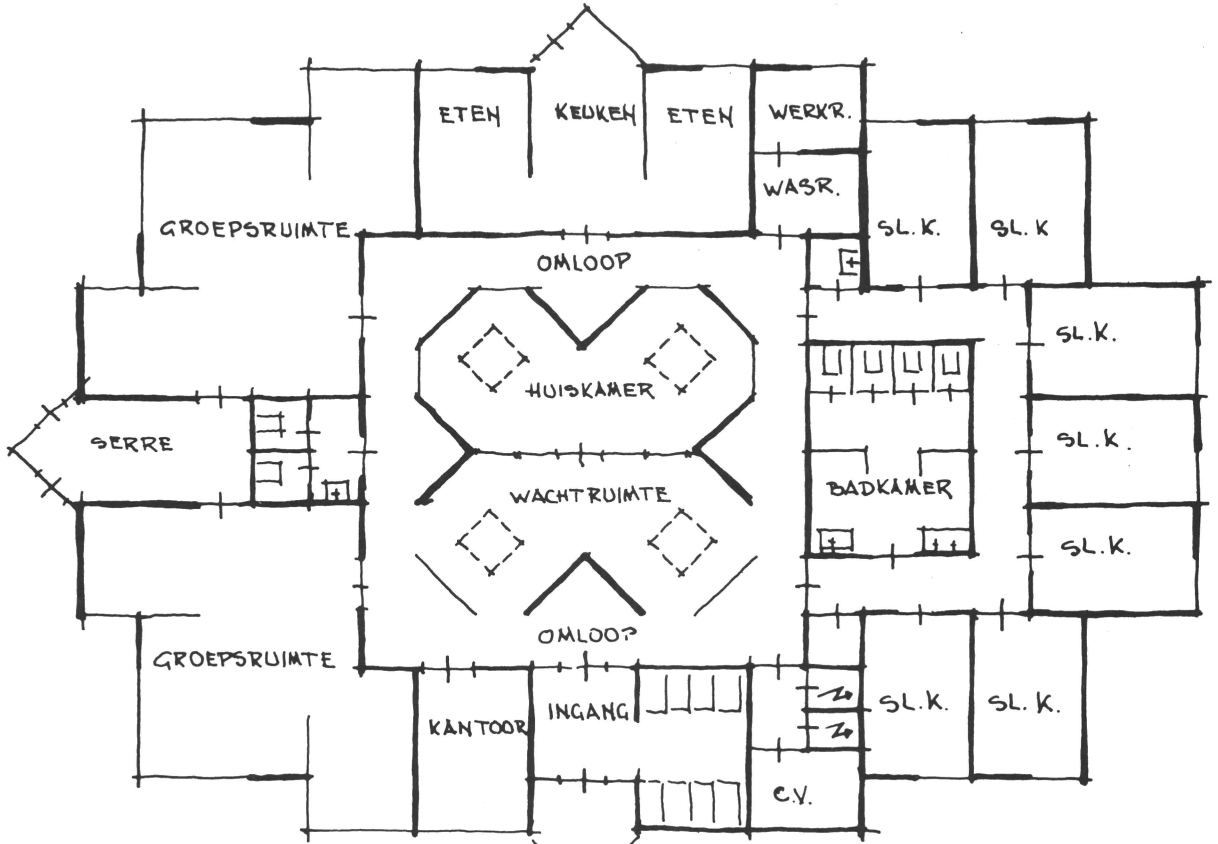 ETEN
KEUKEN
ETEN
WERKR.
WASR.
GROEPSRUIMTE
SL.K.
SL.K
OMLOOP
SL.K.
HUISKAMER
SERRE
SL.K.
WACHTRUIMTE
BADKAMER
SL.K.
OMLOOP
GROEPSRUIMTE
KANTOOR
INGANG
SL.K.
SL.K.
C.V.